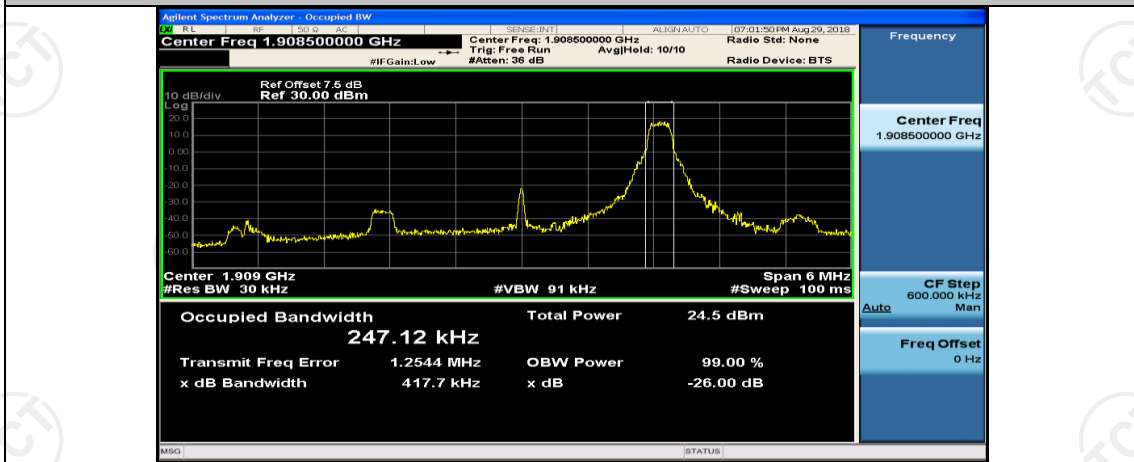 Agilent Spectrum Analyzer - Occupied BW
LXI RL RF 50 Ω AC SENSE:INT ALIGNAUTO 07:01:50 PM Aug 29, 2018
Center Freq 1.908500000 GHz Center Freq: 1.908500000 GHz Radio Std: None Frequency
Trig: Free Run Avg|Hold: 10/10
#IFGain:Low #Atten: 36 dB Radio Device: BTS
Ref Offset 7.5 dB
10 dB/div Ref 30.00 dBm
Log
20.0
10.0
0.00
-10.0
-20.0
-30.0
-40.0
-50.0
-60.0
Center Freq
1.908500000 GHz
Center 1.909 GHz Span 6 MHz
#Res BW 30 kHz #VBW 91 kHz #Sweep 100 ms
CF Step
600.000 kHz
Auto Man
Occupied Bandwidth Total Power 24.5 dBm
247.12 kHz
Transmit Freq Error 1.2544 MHz OBW Power 99.00 %
x dB Bandwidth 417.7 kHz x dB -26.00 dB
Freq Offset
0 Hz
MSG STATUS
TCT
TCT
TCT
TCT